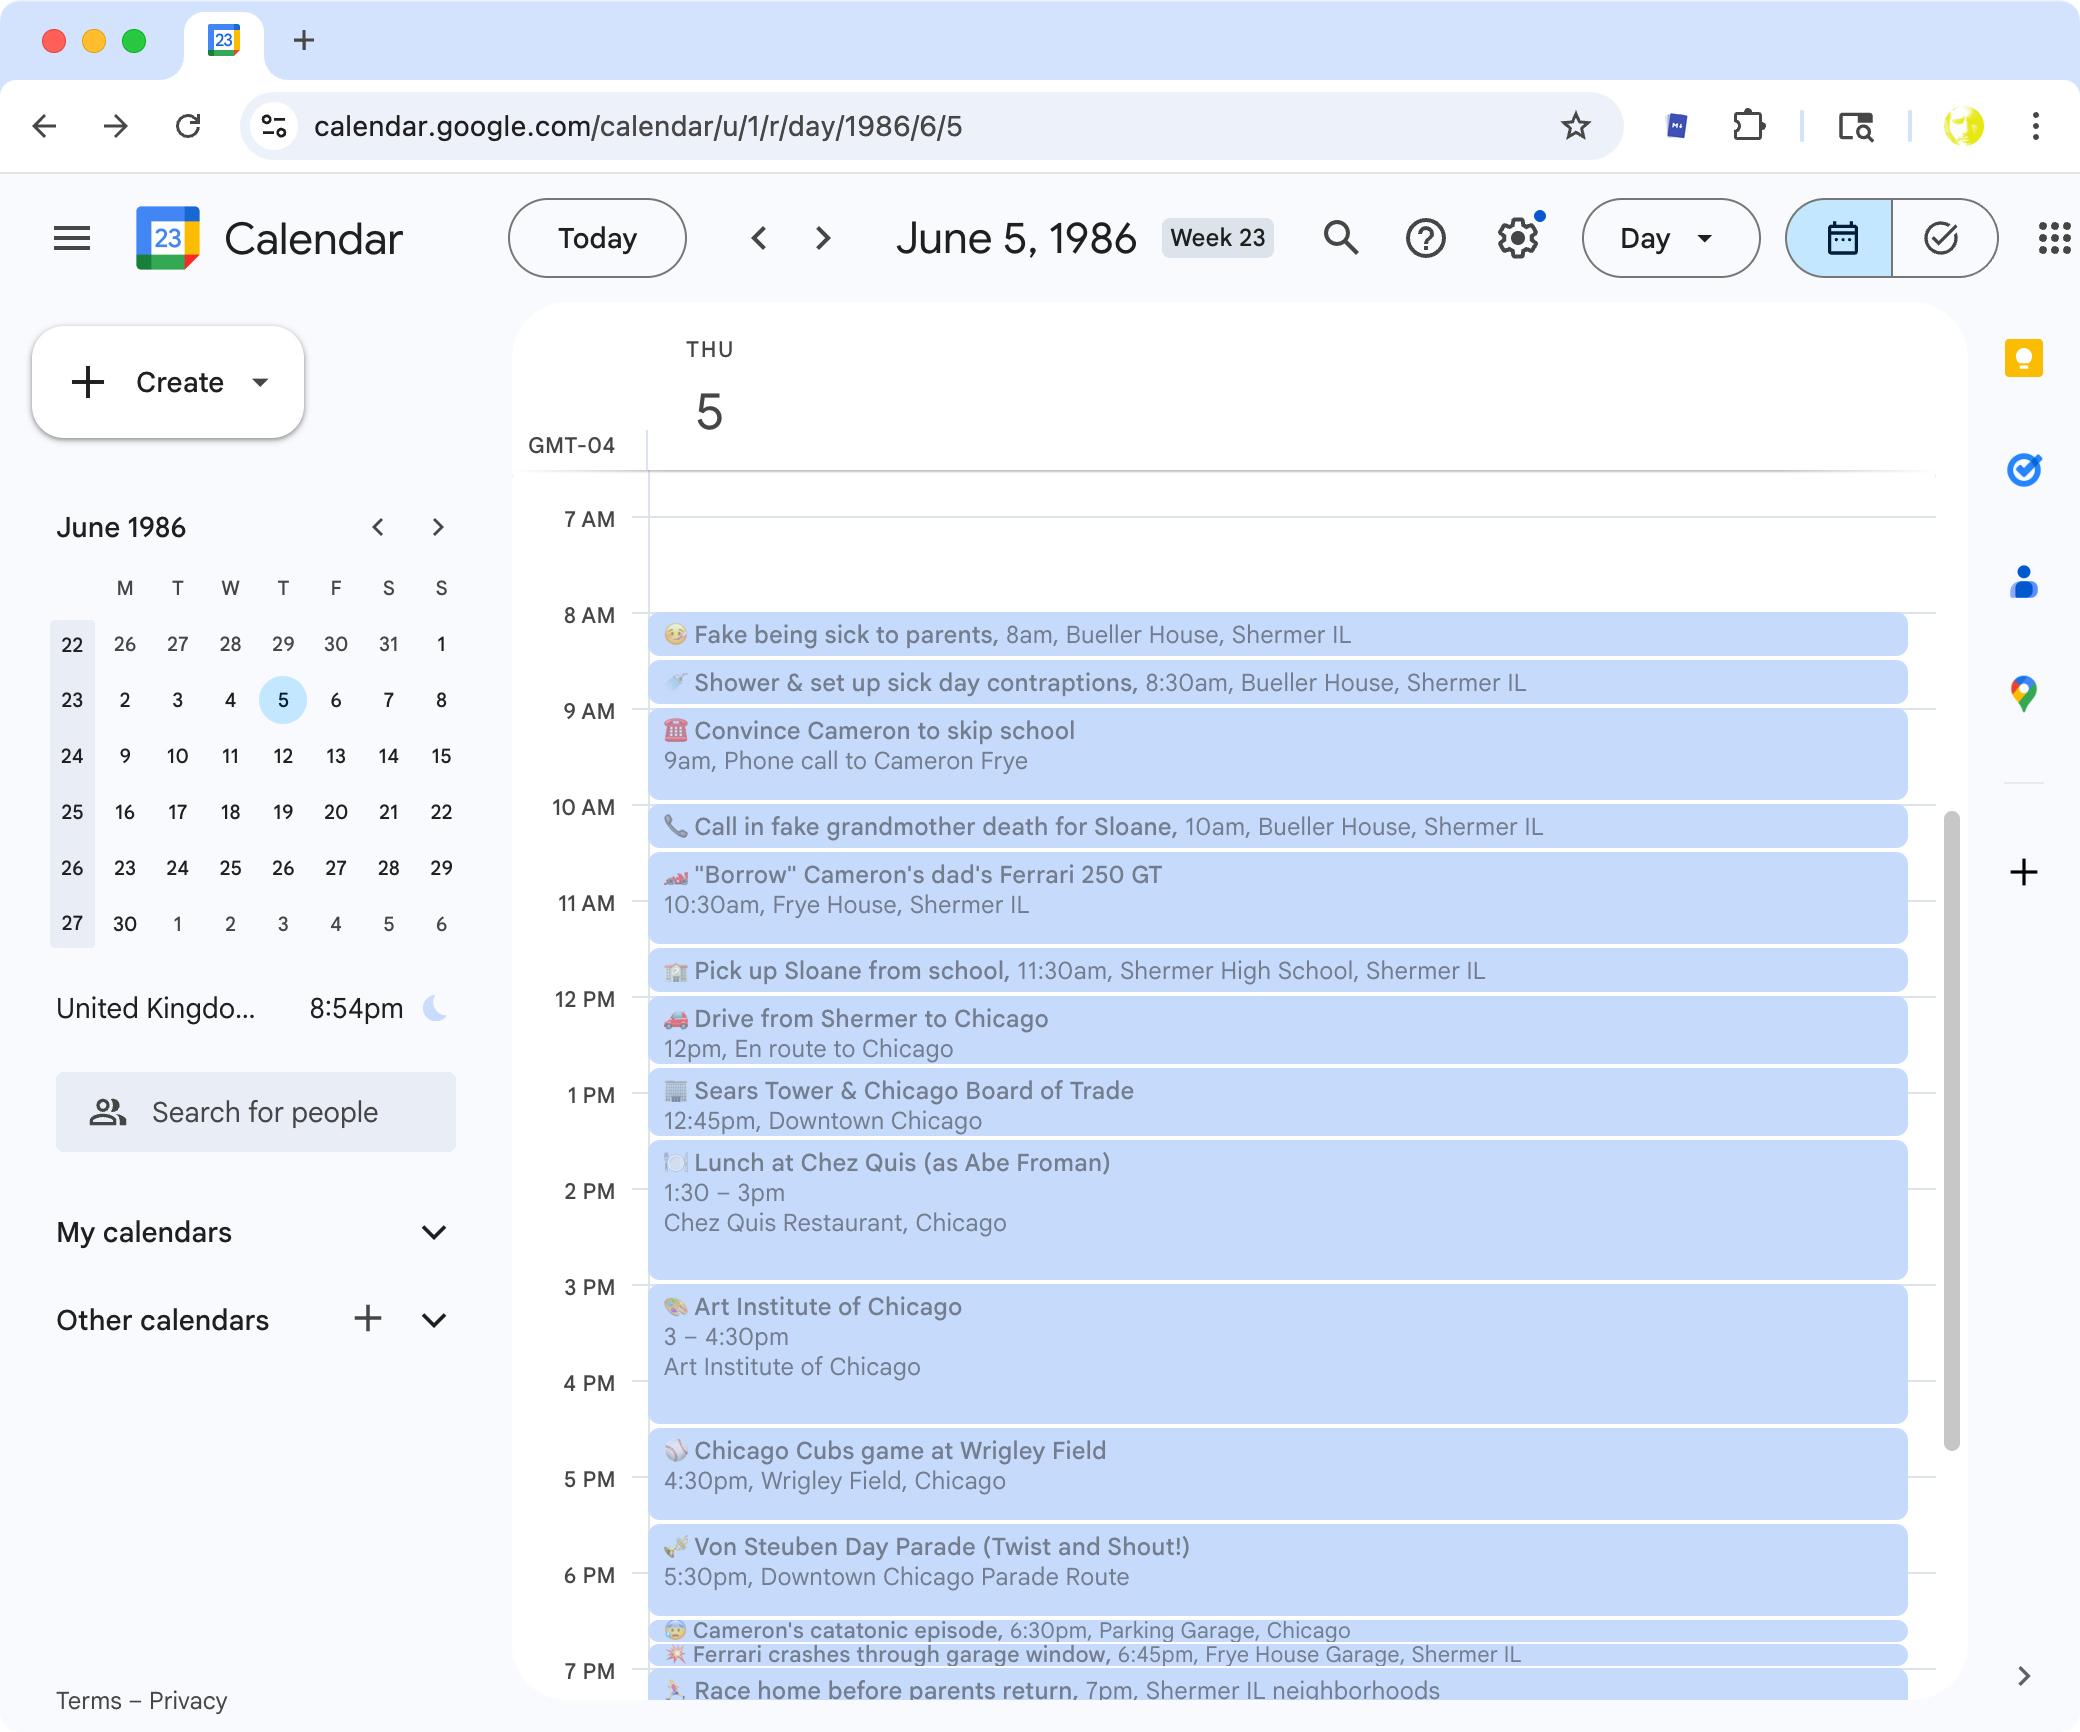 23
calendar.google.com/calendar/u/1/r/day/1986/6/5
23
Calendar
Today
June 5, 1986
Week 23
Day
Create
June 1986
M T W T F S S
22 26 27 28 29 30 31 1
23 2 3 4 5 6 7 8
24 9 10 11 12 13 14 15
25 16 17 18 19 20 21 22
26 23 24 25 26 27 28 29
27 30 1 2 3 4 5 6
United Kingdo... 8:54pm
Search for people
My calendars
Other calendars
Terms – Privacy
THU
5
GMT-04
7 AM
8 AM
Fake being sick to parents, 8am, Bueller House, Shermer IL
Shower & set up sick day contraptions, 8:30am, Bueller House, Shermer IL
9 AM
Convince Cameron to skip school
9am, Phone call to Cameron Frye
10 AM
Call in fake grandmother death for Sloane, 10am, Bueller House, Shermer IL
"Borrow" Cameron's dad's Ferrari 250 GT
10:30am, Frye House, Shermer IL
11 AM
Pick up Sloane from school, 11:30am, Shermer High School, Shermer IL
12 PM
Drive from Shermer to Chicago
12pm, En route to Chicago
Sears Tower & Chicago Board of Trade
1 PM
12:45pm, Downtown Chicago
Lunch at Chez Quis (as Abe Froman)
2 PM
1:30 – 3pm
Chez Quis Restaurant, Chicago
3 PM
Art Institute of Chicago
3 – 4:30pm
Art Institute of Chicago
4 PM
Chicago Cubs game at Wrigley Field
4:30pm, Wrigley Field, Chicago
5 PM
Von Steuben Day Parade (Twist and Shout!)
5:30pm, Downtown Chicago Parade Route
6 PM
Cameron's catatonic episode, 6:30pm, Parking Garage, Chicago
Ferrari crashes through garage window, 6:45pm, Frye House Garage, Shermer IL
7 PM
Race home before parents return, 7pm, Shermer IL neighborhoods